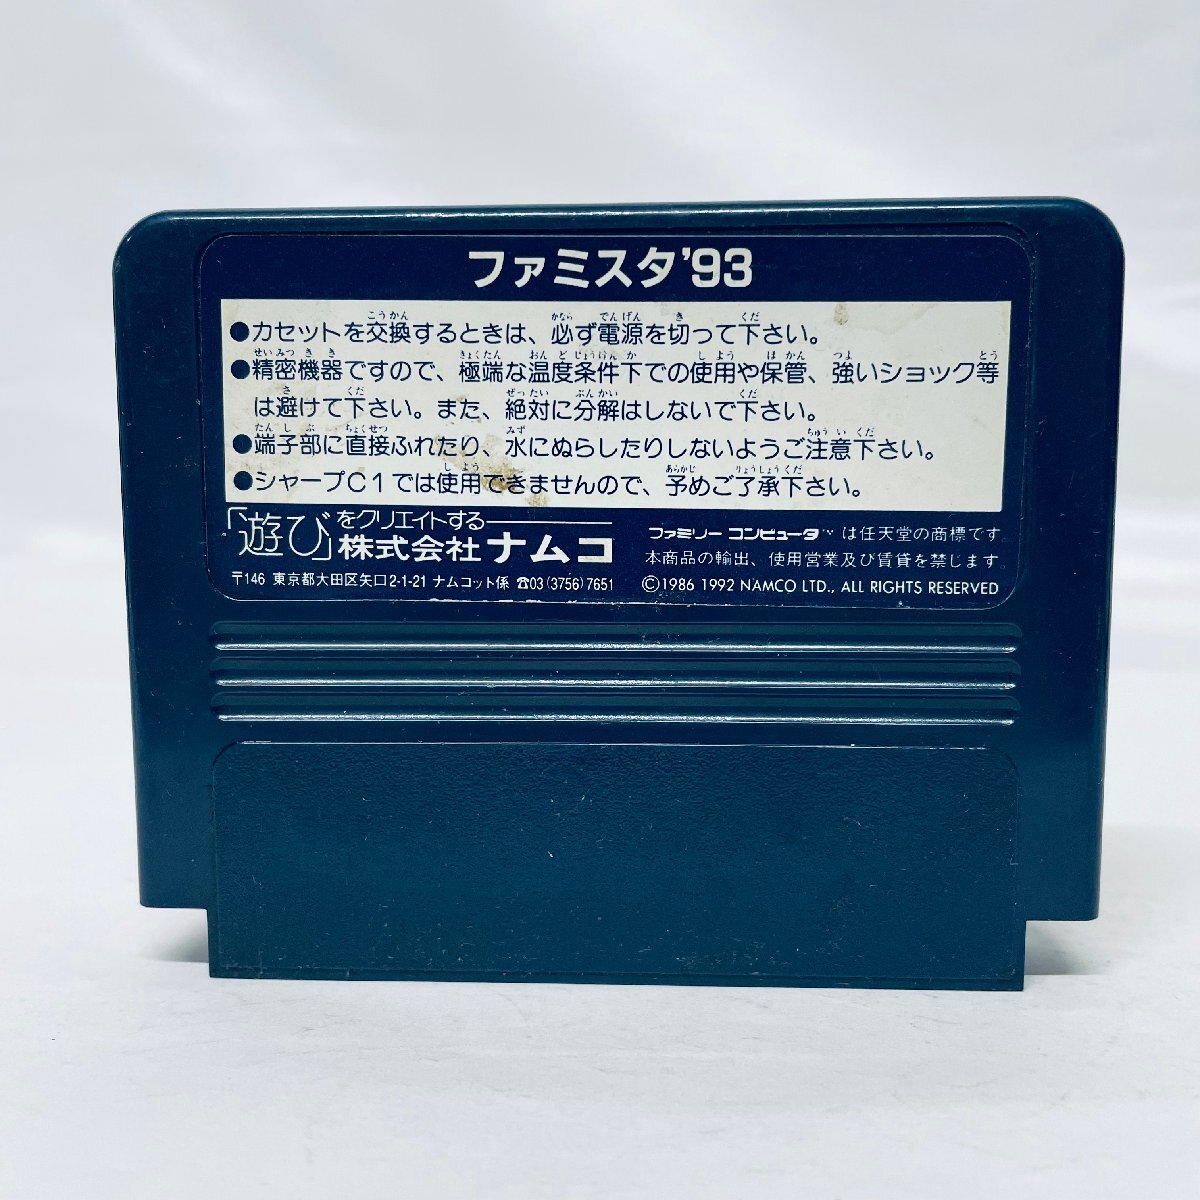 ファミスタ'93
●カセットを交換するときは、必ず電源を切って下さい。
●精密機器ですので、極端な温度条件下での使用や保管、強いショック等
は避けて下さい。また、絶対に分解はしないで下さい。
●端子部に直接ふれたり、水にぬらしたりしないようご注意下さい。
●シャープC1では使用できませんので、予めご了承下さい。
「遊び」をクリエイトする
株式会社ナムコ
〒146 東京都大田区矢口2-1-21 ナムコット係 ☎03(3756)7651
ファミリーコンピュータ™は任天堂の商標です
本商品の輸出、使用営業及び賃貸を禁じます。
©1986 1992 NAMCO LTD., ALL RIGHTS RESERVED